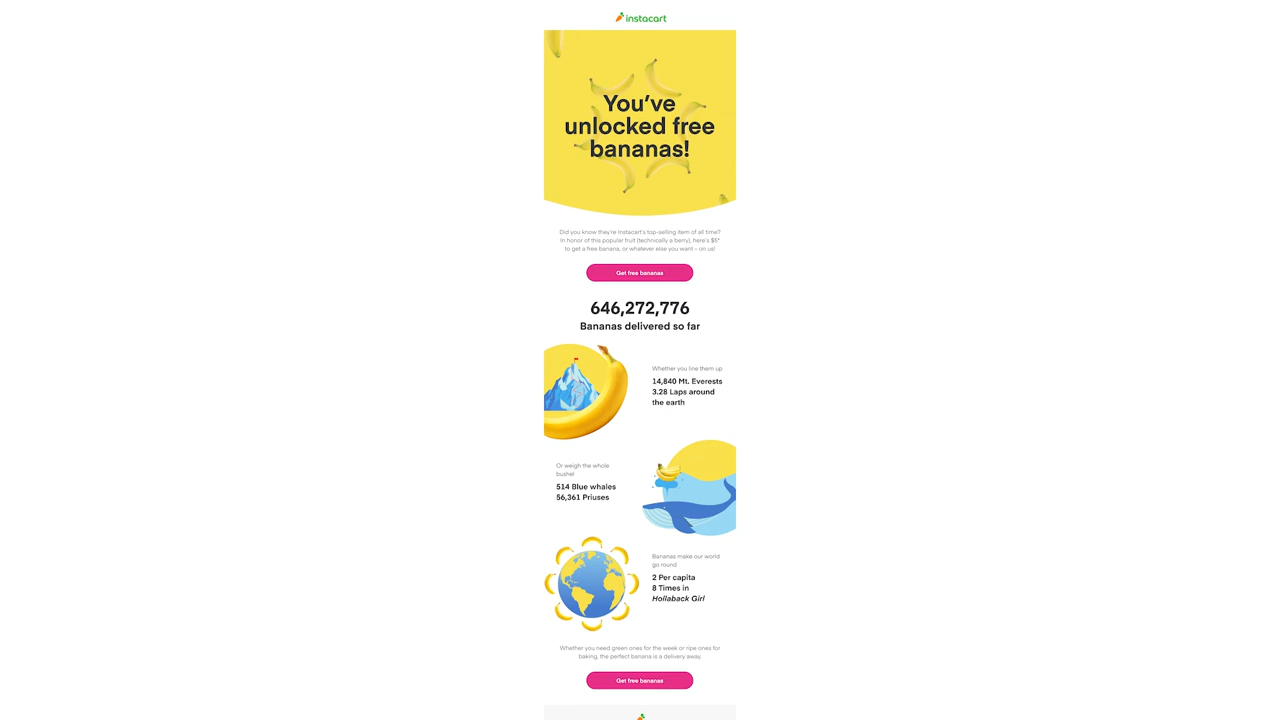 instacart
You've
unlocked free
bananas!
Did you know they're Instacart's top-selling item of all time?
In honor of this popular fruit (technically a berry), here's $5*
to get a free banana, or whatever else you want – on us!
Get free bananas
646,272,776
Bananas delivered so far
Whether you line them up
14,840 Mt. Everests
3.28 Laps around
the earth
Or weigh the whole
bushel
514 Blue whales
56,361 Priuses
Bananas make our world
go round
2 Per capita
8 Times in
Hollaback Girl
Whether you need green ones for the week or ripe ones for
baking, the perfect banana is a delivery away.
Get free bananas